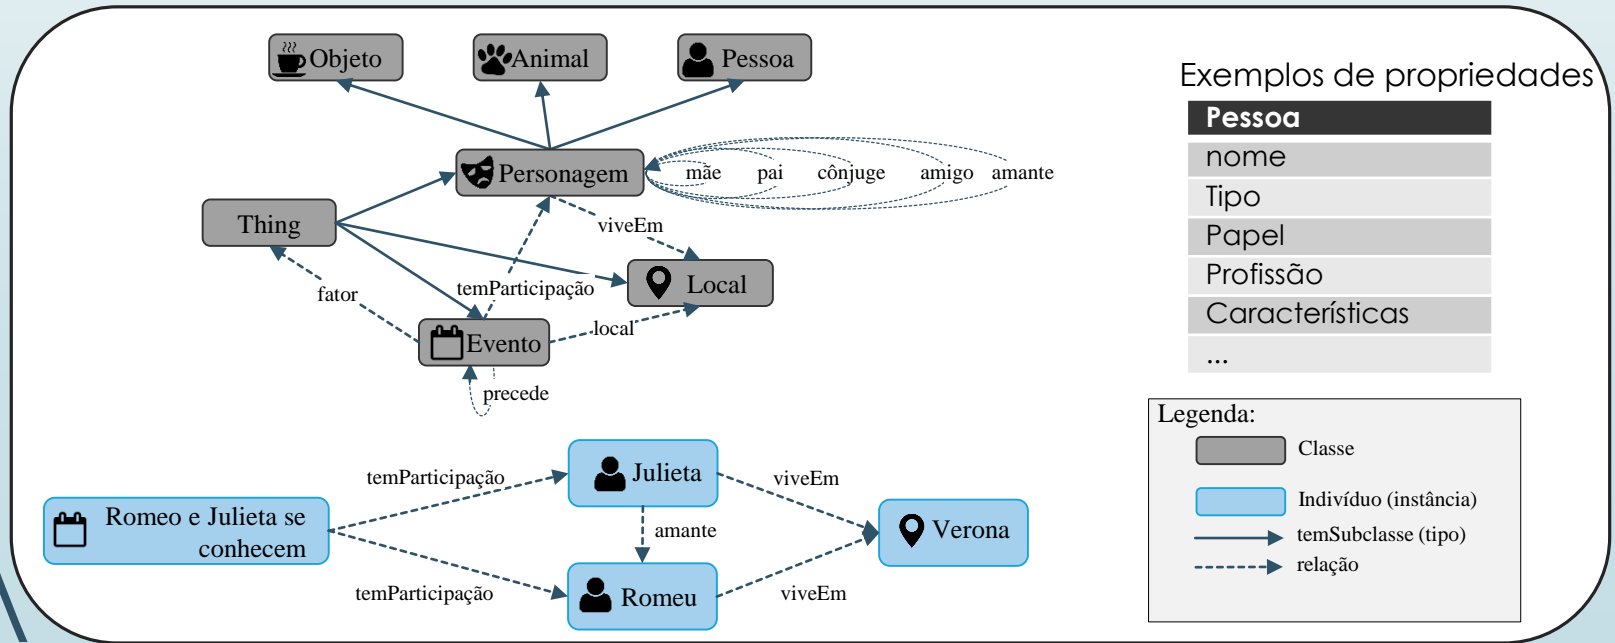 Objeto
Animal
Pessoa
Exemplos de propriedades
Pessoa
nome
Tipo
Papel
Profissão
Características
...
Personagem
mãe
pai
cônjuge
amigo
amante
Thing
viveEm
Local
temParticipação
fator
local
Evento
precede
Legenda:
Classe
Indivíduo (instância)
temSubclasse (tipo)
relação
Romeo e Julieta se
conhecem
temParticipação
Julieta
viveEm
amante
Verona
temParticipação
Romeu
viveEm